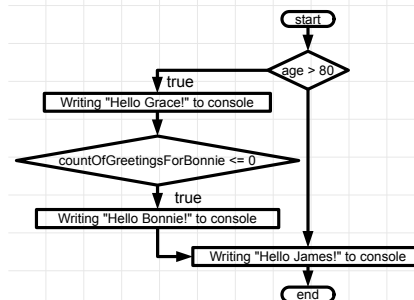 start
age > 80
true
Writing "Hello Grace!" to console
countOfGreetingsForBonnie <= 0
true
Writing "Hello Bonnie!" to console
Writing "Hello James!" to console
end